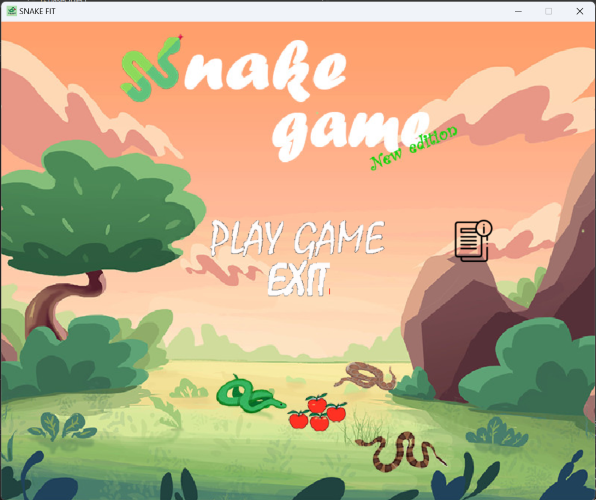 SNAKE FIT
Snake
game
New edition
PLAY GAME
EXIT
i